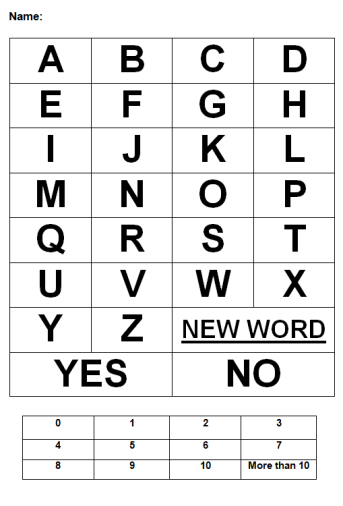 Name:
A B C D
E F G H
I J K L
M N O P
Q R S T
U V W X
Y Z NEW WORD
YES NO
0 1 2 3
4 5 6 7
8 9 10 More than 10